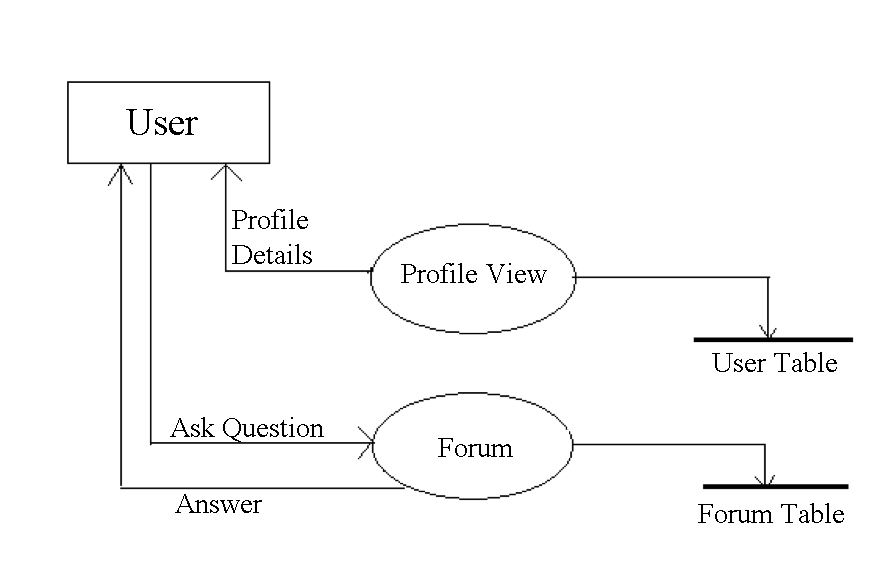 User
Profile
Details
Profile View
User Table
Ask Question
Forum
Answer
Forum Table